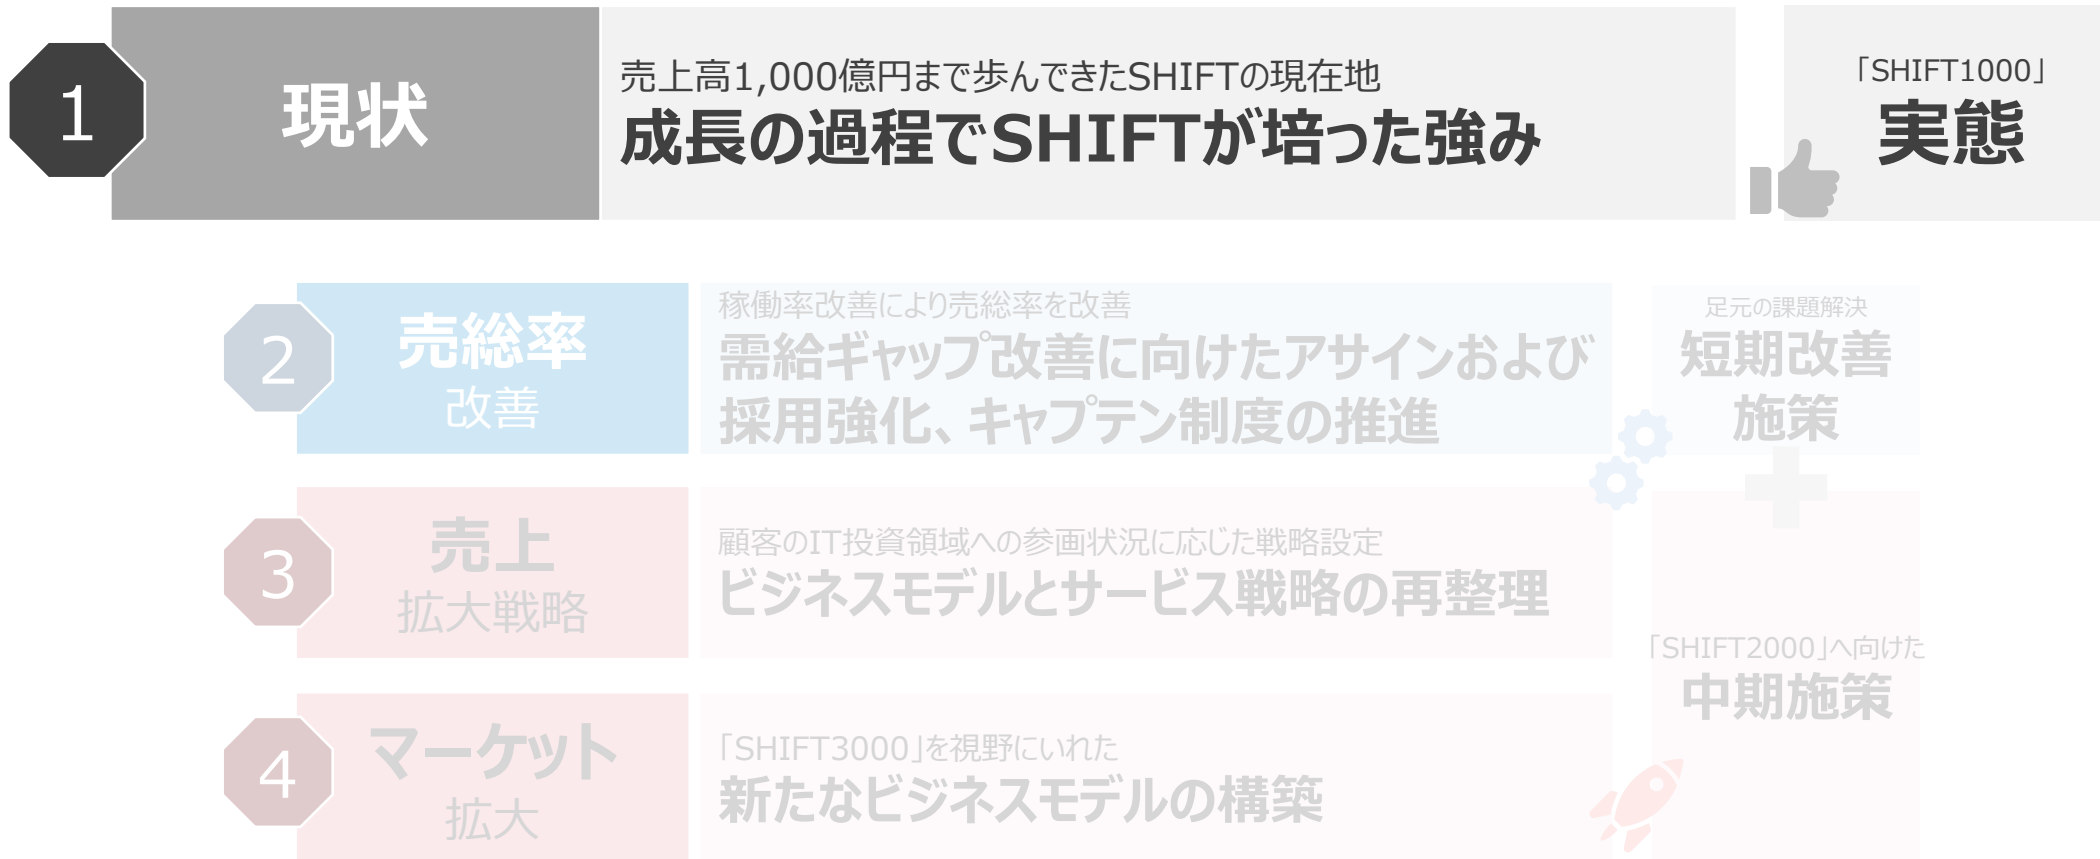 1
現状
売上高1,000億円まで歩んできたSHIFTの現在地
成長の過程でSHIFTが培った強み
「SHIFT1000」
実態
2
売総率
改善
稼働率改善により売総率を改善
需給ギャップ改善に向けたアサインおよび
採用強化、キャプテン制度の推進
足元の課題解決
短期改善
施策
3
売上
拡大戦略
顧客のIT投資領域への参画状況に応じた戦略設定
ビジネスモデルとサービス戦略の再整理
「SHIFT2000」へ向けた
中期施策
4
マーケット
拡大
「SHIFT3000」を視野にいれた
新たなビジネスモデルの構築